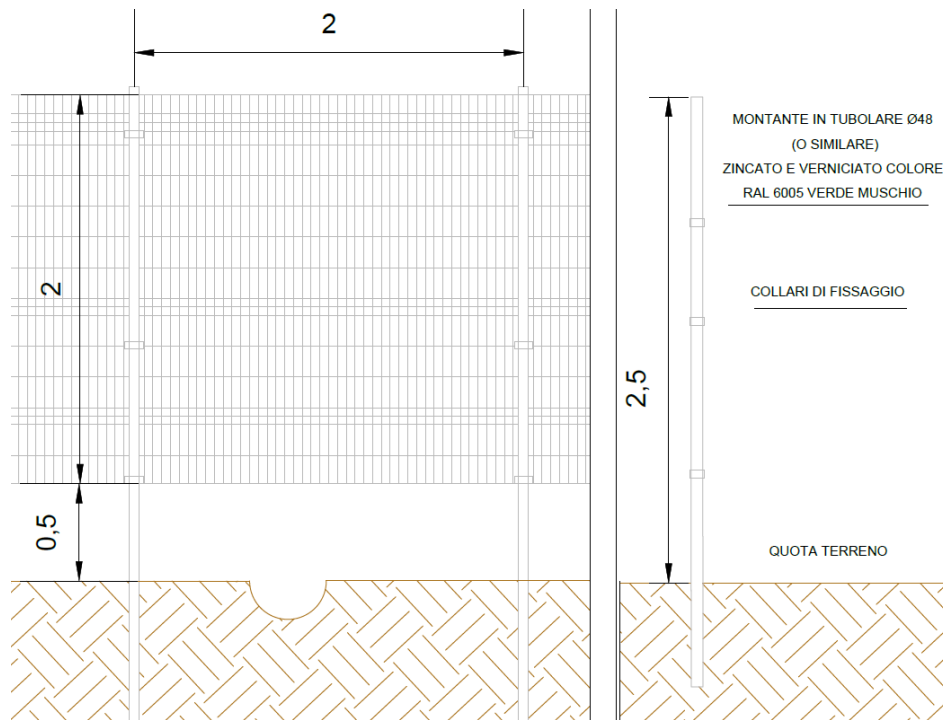 2
2
0,5
2,5
MONTANTE IN TUBOLARE Ø48
(O SIMILARE)
ZINCATO E VERNICIATO COLORE
RAL 6005 VERDE MUSCHIO
COLLARI DI FISSAGGIO
QUOTA TERRENO